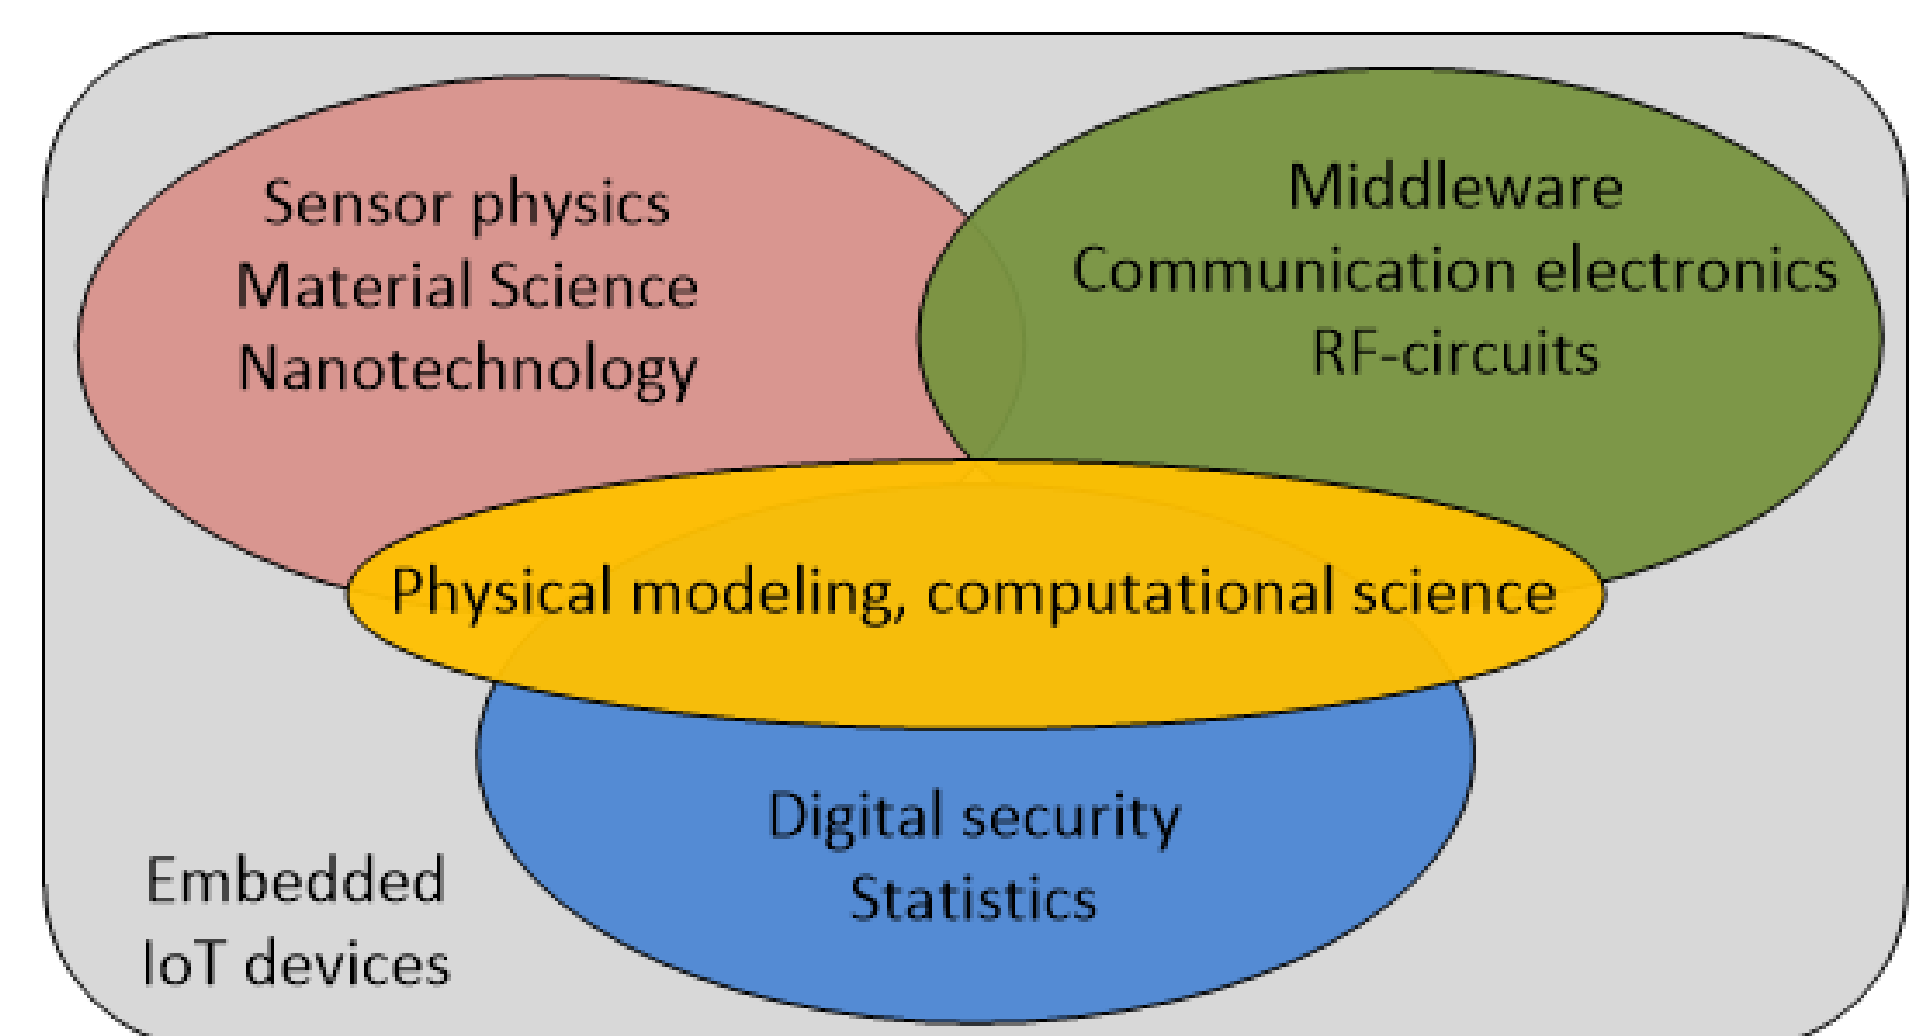 Sensor physics
Material Science
Nanotechnology
Middleware
Communication electronics
RF-circuits
Physical modeling, computational science
Digital security
Statistics
Embedded
IoT devices